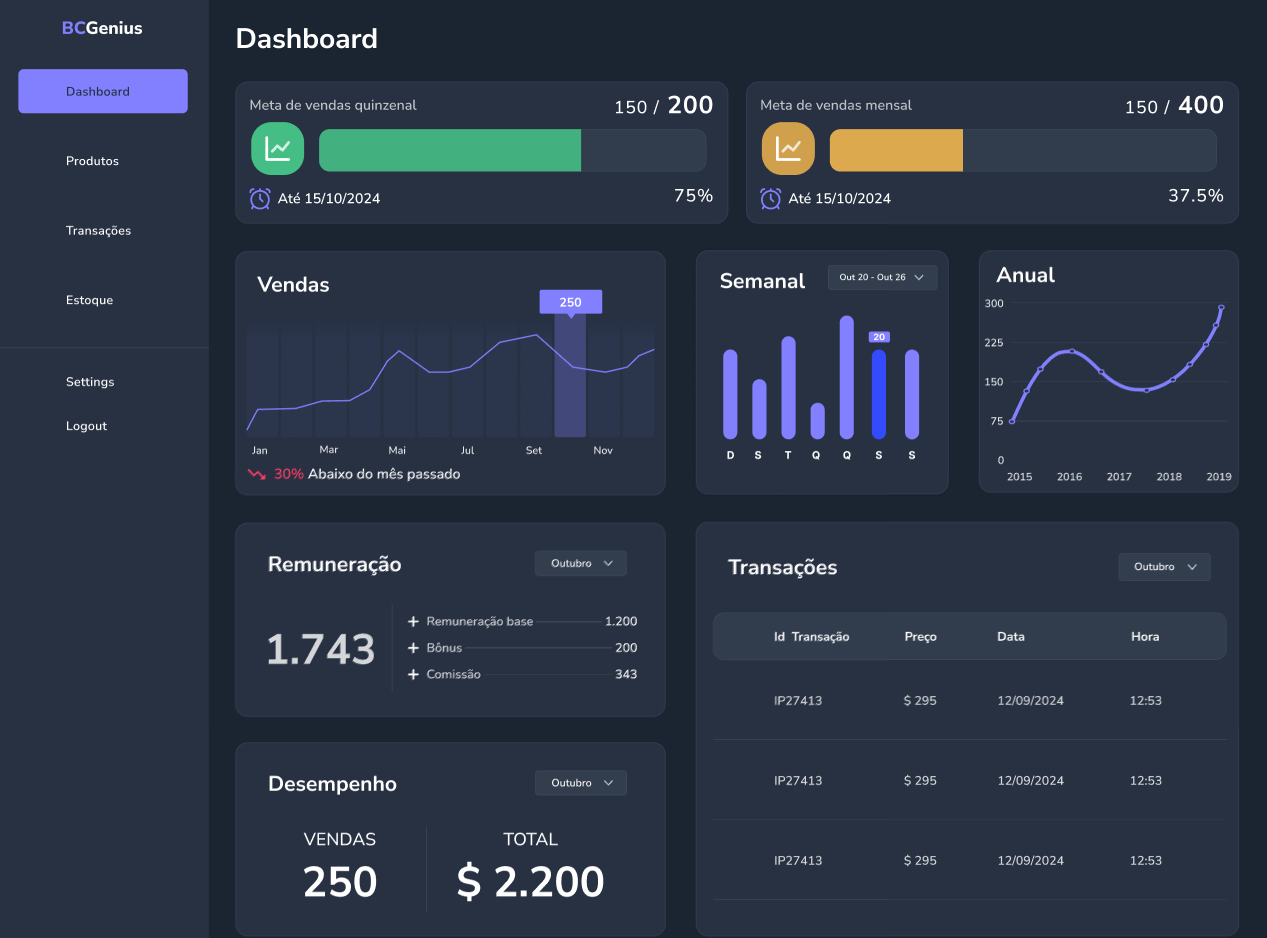 BCGenius
Dashboard
Produtos
Transações
Estoque
Settings
Logout
Dashboard
Meta de vendas quinzenal
150 / 200
Até 15/10/2024
75%
Meta de vendas mensal
150 / 400
Até 15/10/2024
37.5%
Vendas
250
Jan Mar Mai Jul Set Nov
30% Abaixo do mês passado
Semanal
Out 20 - Out 26
20
D S T Q Q S S
Anual
300
225
150
75
0
2015 2016 2017 2018 2019
Remuneração
Outubro
1.743
Remuneração base 1.200
Bônus 200
Comissão 343
Desempenho
Outubro
VENDAS
250
TOTAL
$ 2.200
Transações
Outubro
Id Transação Preço Data Hora
IP27413 $ 295 12/09/2024 12:53
IP27413 $ 295 12/09/2024 12:53
IP27413 $ 295 12/09/2024 12:53